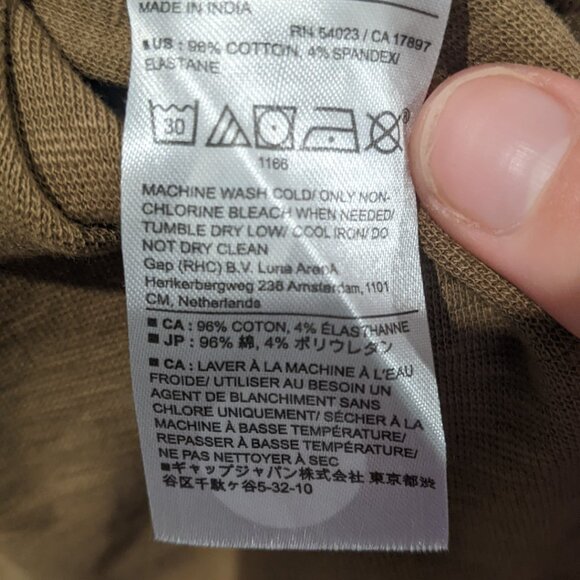 MADE IN INDIA
RN 54023 / CA 17897
■ US : 96% COTTON, 4% SPANDEX/
ELASTANE
30
1166
MACHINE WASH COLD/ ONLY NON-
CHLORINE BLEACH WHEN NEEDED/
TUMBLE DRY LOW/ COOL IRON/ DO
NOT DRY CLEAN
Gap (RHC) B.V. Luna ArenA
Herikerbergweg 236 Amsterdam, 1101
CM, Netherlands
■ CA : 96% COTON, 4% ÉLASTHANNE
■ JP : 96% 綿, 4% ポリウレタン
■ CA : LAVER À LA MACHINE À L'EAU
FROIDE/ UTILISER AU BESOIN UN
AGENT DE BLANCHIMENT SANS
CHLORE UNIQUEMENT/ SÉCHER À LA
MACHINE À BASSE TEMPÉRATURE/
REPASSER À BASSE TEMPÉRATURE/
NE PAS NETTOYER À SEC
■ギャップジャパン株式会社 東京都渋
谷区千駄ヶ谷5-32-10